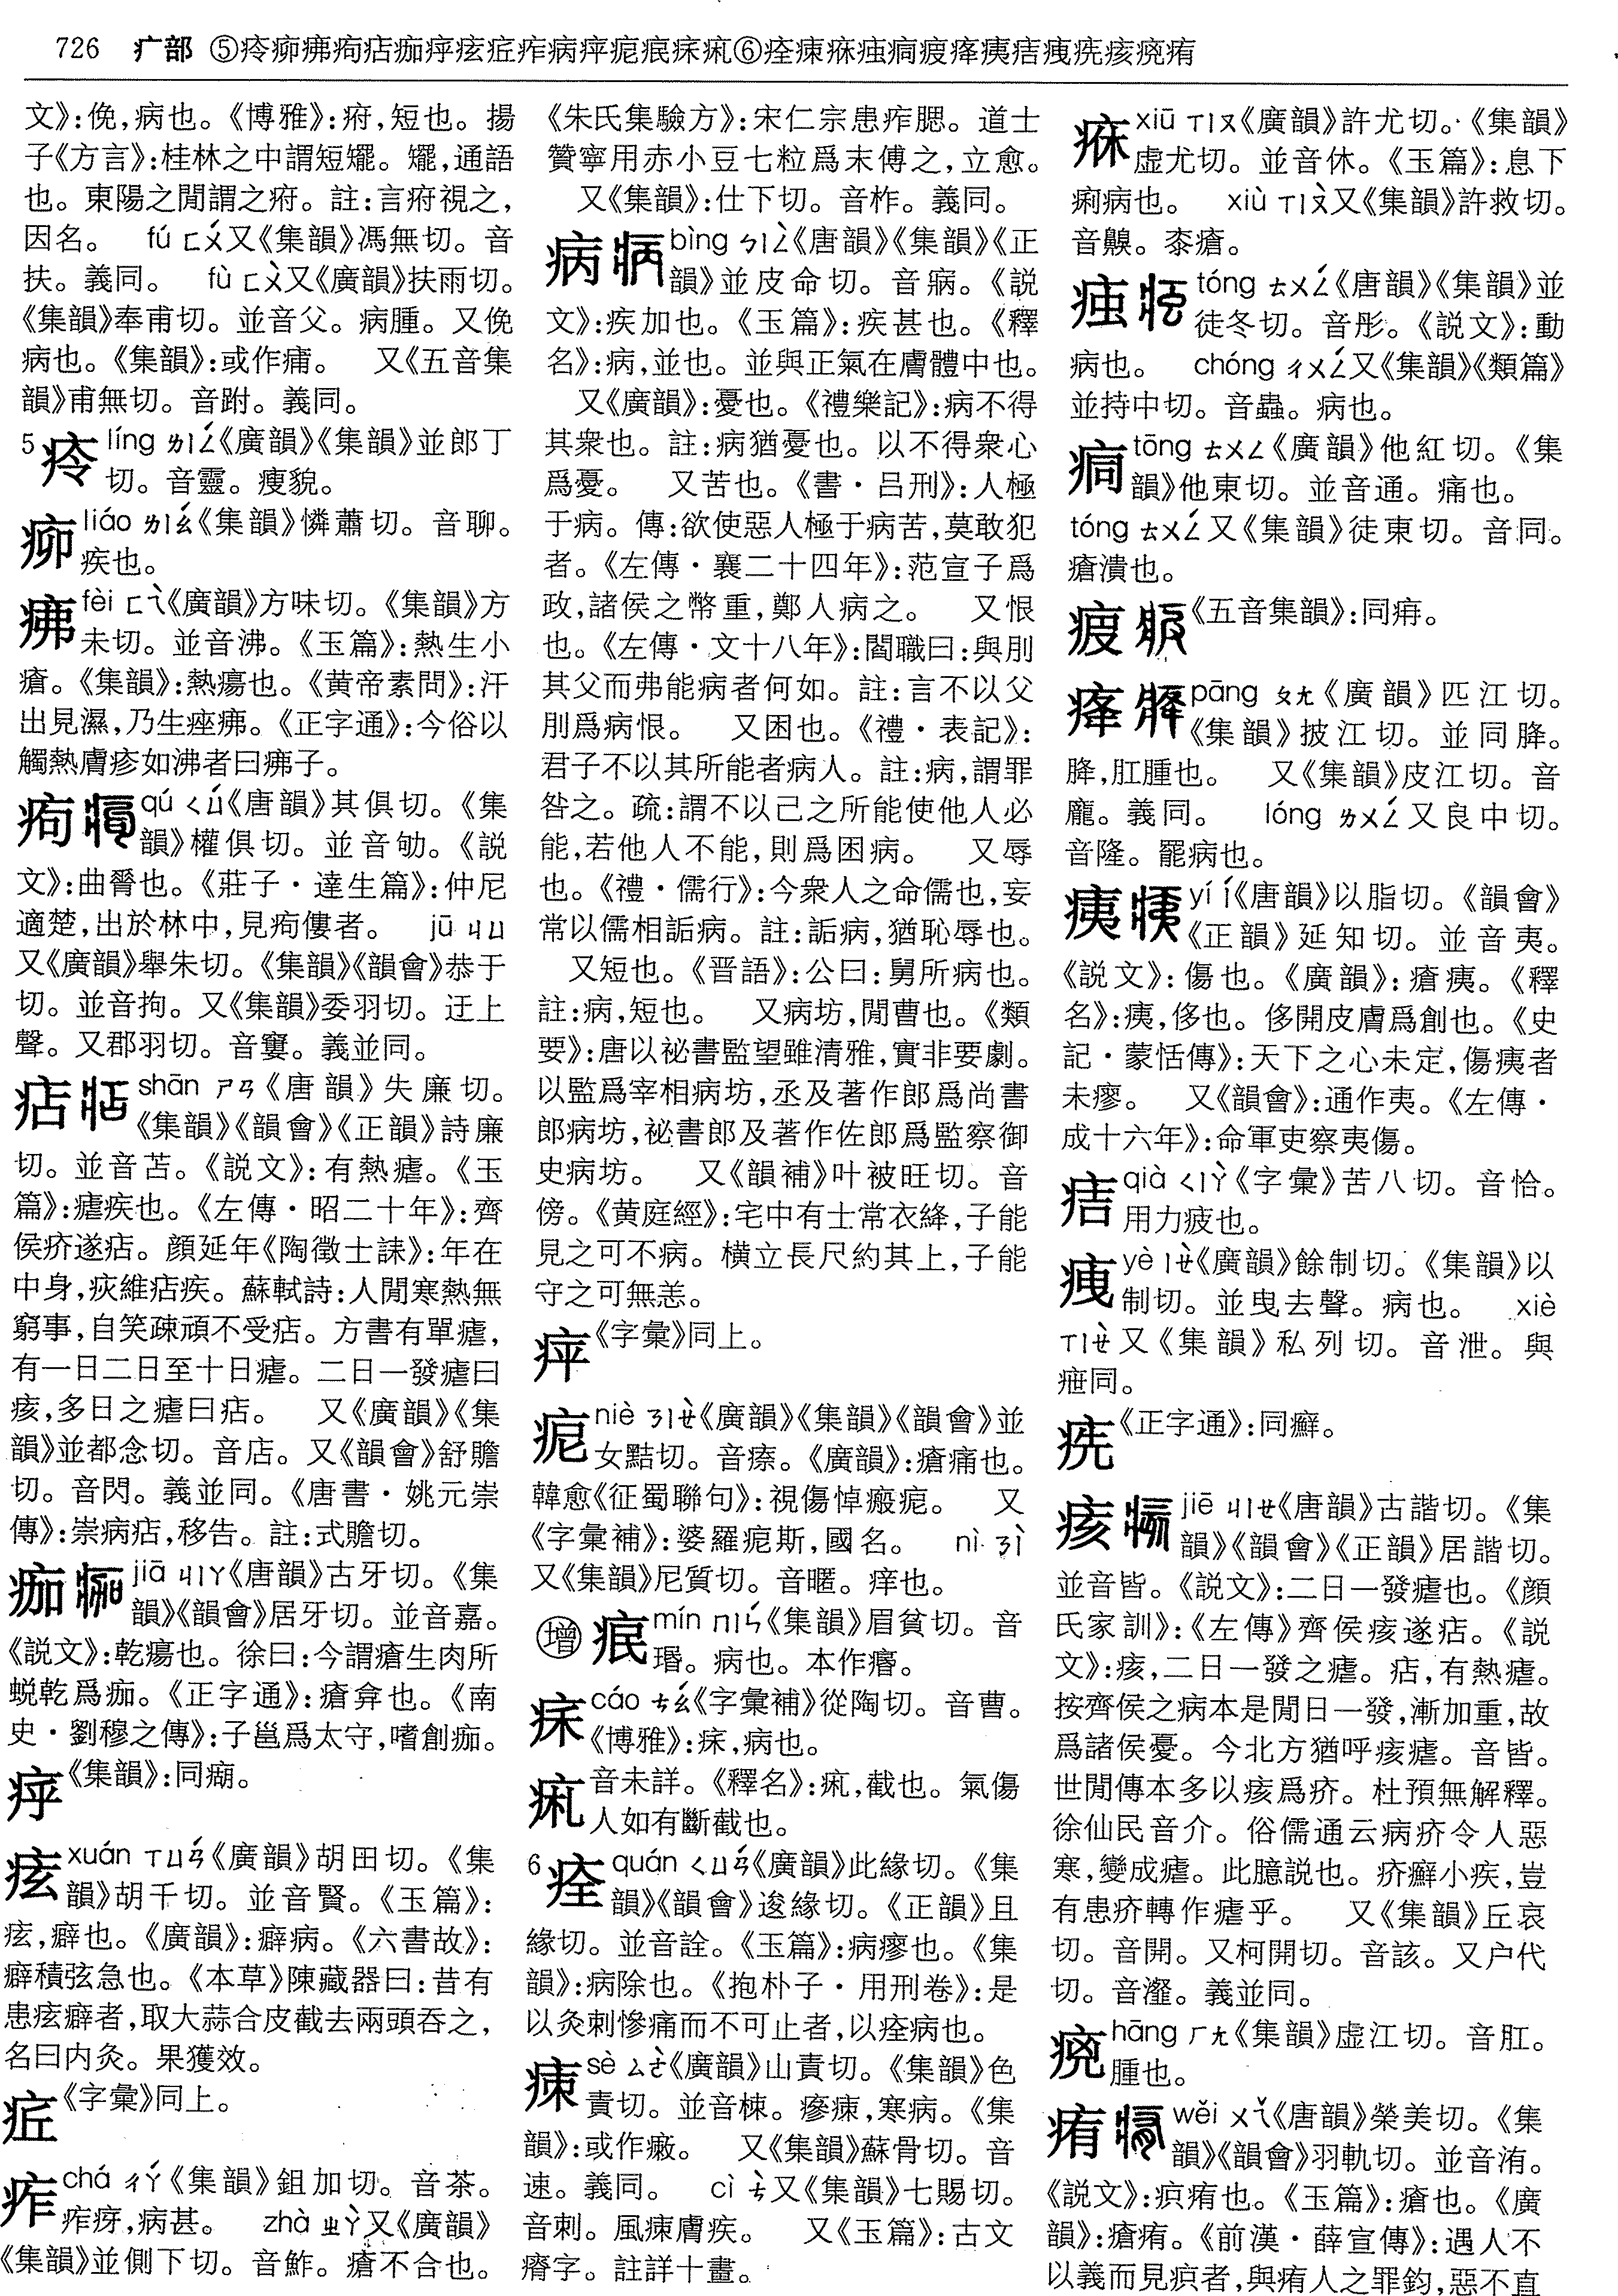 726 疒部 ⑤痑㽻疿痀痁痂㾈痃疘痄病㾱㾊痻㾕㾌⑥痊㾊㾋痋痌㾏㾡痍㾑㾐痎㿈痏
文》:俛,病也。《博雅》:疛,短也。揚
子《方言》:桂林之中謂短矲。矲,通語
也。東陽之閒謂之府。註:言俯視之,
因名。 fú ㄈㄨˊ又《集韻》馮無切。音
扶。義同。 fù ㄈㄨˋ又《廣韻》扶雨切。
《集韻》奉甫切。並音父。病腫。又俛
病也。《集韻》:或作痡。 又《五音集
韻》甫無切。音跗。義同。
5 líng ㄌㄧㄥˊ《廣韻》《集韻》並郎丁
切。音靈。瘦貌。
liáo ㄌㄧㄠˊ《集韻》憐蕭切。音聊。
疾也。
疿 fèi ㄈㄟˋ《廣韻》方味切。《集韻》方
未切。並音沸。《玉篇》:熱生小
瘡。《集韻》:熱瘍也。《黄帝素問》:汗
出見濕,乃生痤疿。《正字通》:今俗以
觸熱膚疹如沸者曰疿子。
痀 qú ㄑㄩˊ《唐韻》其俱切。《集
韻》權俱切。並音劬。《説
文》:曲脊也。《莊子・達生篇》:仲尼
適楚,出於林中,見痀僂者。 jū ㄐㄩ
又《廣韻》舉朱切。《集韻》《韻會》恭于
切。並音拘。又《集韻》委羽切。迂上
聲。又郡羽切。音窶。義並同。
痁 shān ㄕㄢ《唐韻》失廉切。
《集韻》《韻會》《正韻》詩廉
切。並音苫。《説文》:有熱瘧。《玉
篇》:瘧疾也。《左傳・昭二十年》:齊
侯疥遂痁。顔延年《陶徵士誄》:年在
中身,疢維痁疾。蘇軾詩:人閒寒熱無
窮事,自笑疎頑不受痁。方書有單瘧,
有一日二日至十日瘧。二日一發瘧曰
痎,多日之瘧曰痁。 又《廣韻》《集
韻》並都念切。音店。又《韻會》舒贍
切。音閃。義並同。《唐書・姚元崇
傳》:崇病痁,移告。註:式贍切。
痂 jiā ㄐㄧㄚ《唐韻》古牙切。《集
韻》《韻會》居牙切。並音嘉。
《説文》:乾瘍也。徐曰:今謂瘡生肉所
蜕乾爲痂。《正字通》:瘡弇也。《南
史・劉穆之傳》:子邕爲太守,嗜創痂。
《集韻》:同㾎。
痃 xuán ㄒㄩㄢˊ《廣韻》胡田切。《集
韻》胡千切。並音賢。《玉篇》:
痃,癖也。《廣韻》:癖病。《六書故》:
癖積弦急也。《本草》陳藏器曰:昔有
患痃癖者,取大蒜合皮截去兩頭吞之,
名曰内灸。果獲效。
《字彙》同上。
痄 chá ㄔㄚˊ《集韻》鉏加切。音茶。
痄疨,病甚。 zhà ㄓㄚˋ又《廣韻》
《集韻》並側下切。音鮓。瘡不合也。
《朱氏集驗方》:宋仁宗患痄腮。道士
贊寧用赤小豆七粒爲末傅之,立愈。
又《集韻》:仕下切。音柞。義同。
病 bìng ㄅㄧㄥˋ《唐韻》《集韻》《正
韻》並皮命切。音寎。《説
文》:疾加也。《玉篇》:疾甚也。《釋
名》:病,並也。並與正氣在膚體中也。
又《廣韻》:憂也。《禮樂記》:病不得
其衆也。註:病猶憂也。以不得衆心
爲憂。 又苦也。《書・吕刑》:人極
于病。傳:欲使惡人極于病苦,莫敢犯
者。《左傳・襄二十四年》:范宣子爲
政,諸侯之幣重,鄭人病之。 又恨
也。《左傳・文十八年》:閻職曰:與刖
其父而弗能病者何如。註:言不以父
刖爲病恨。 又困也。《禮・表記》:
君子不以其所能者病人。註:病,謂罪
咎之。疏:謂不以己之所能使他人必
能,若他人不能,則爲困病。 又辱
也。《禮・儒行》:今衆人之命儒也,妄
常以儒相詬病。註:詬病,猶恥辱也。
又短也。《晋語》:公曰:舅所病也。
註:病,短也。 又病坊,閒曹也。《類
要》:唐以祕書監望雖清雅,實非要劇。
以監爲宰相病坊,丞及著作郎爲尚書
郎病坊,祕書郎及著作佐郎爲監察御
史病坊。 又《韻補》叶被旺切。音
傍。《黄庭經》:宅中有士常衣絳,子能
見之可不病。横立長尺約其上,子能
守之可無恙。
《字彙》同上。
niè ㄋㄧㄝˋ《廣韻》《集韻》《韻會》並
女黠切。音瘵。《廣韻》:瘡痛也。
韓愈《征蜀聯句》:視傷悼瘢痆。 又
《字彙補》:婆羅痆斯,國名。 nì ㄋㄧˋ
又《集韻》尼質切。音暱。痒也。
增 mín ㄇㄧㄣˊ《集韻》眉貧切。音
瑉。病也。本作瘤。
cáo ㄘㄠˊ《字彙補》從陶切。音曹。
《博雅》:㾕,病也。
音未詳。《釋名》:㾌,截也。氣傷
人如有斷截也。
6 痊 quán ㄑㄩㄢˊ《廣韻》此緣切。《集
韻》《韻會》逡緣切。《正韻》且
緣切。並音詮。《玉篇》:病瘳也。《集
韻》:病除也。《抱朴子・用刑卷》:是
以灸刺慘痛而不可止者,以痊病也。
sè ㄙㄜˋ《廣韻》山責切。《集韻》色
責切。並音棟。瘮㾊,寒病。《集
韻》:或作㾹。 又《集韻》蘇骨切。音
速。義同。 cì ㄘˋ又《集韻》七賜切。
音刺。風㾊膚疾。 又《玉篇》:古文
瘠字。註詳十畫。
xiū ㄒㄧㄡ《廣韻》許尤切。《集韻》
虚尤切。並音休。《玉篇》:息下
痢病也。 xiù ㄒㄧㄡˋ又《集韻》許救切。
音齅。桼瘡。
痋 tóng ㄊㄨㄥˊ《唐韻》《集韻》並
徒冬切。音彤。《説文》:動
病也。 chóng ㄔㄨㄥˊ又《集韻》《類篇》
並持中切。音蟲。病也。
痌 tōng ㄊㄨㄥ《廣韻》他紅切。《集
韻》他東切。並音通。痛也。
tóng ㄊㄨㄥˊ又《集韻》徒東切。音同。
瘡潰也。
《五音集韻》:同㾐。
pāng ㄆㄤ《廣韻》匹江切。
《集韻》披江切。並同胮。
胮,肛腫也。 又《集韻》皮江切。音
龐。義同。 lóng ㄌㄨㄥˊ又良中切。
音隆。罷病也。
痍 yí ㄧˊ《唐韻》以脂切。《韻會》
《正韻》延知切。並音夷。
《説文》:傷也。《廣韻》:瘡痍。《釋
名》:痍,侈也。侈開皮膚爲創也。《史
記・蒙恬傳》:天下之心未定,傷痍者
未瘳。 又《韻會》:通作夷。《左傳・
成十六年》:命軍吏察夷傷。
qià ㄑㄧㄚˋ《字彙》苦八切。音恰。
用力疲也。
yè ㄧㄝˋ《廣韻》餘制切。《集韻》以
制切。並曳去聲。病也。 xiè
ㄒㄧㄝˋ又《集韻》私列切。音泄。與
㾀同。
《正字通》:同癬。
痎 jiē ㄐㄧㄝ《唐韻》古諧切。《集
韻》《韻會》《正韻》居諧切。
並音皆。《説文》:二日一發瘧也。《顔
氏家訓》:《左傳》齊侯痎遂痁。《説
文》:痎,二日一發之瘧。痁,有熱瘧。
按齊侯之病本是閒日一發,漸加重,故
爲諸侯憂。今北方猶呼痎瘧。音皆。
世閒傳本多以痎爲疥。杜預無解釋。
徐仙民音介。俗儒通云病疥令人惡
寒,變成瘧。此臆説也。疥癬小疾,豈
有患疥轉作瘧乎。 又《集韻》丘哀
切。音開。又柯開切。音該。又户代
切。音瀣。義並同。
hāng ㄏㄤ《集韻》虚江切。音肛。
腫也。
痏 wěi ㄨㄟˇ《唐韻》榮美切。《集
韻》《韻會》羽軌切。並音洧。
《説文》:疻痏也。《玉篇》:瘡也。《廣
韻》:瘡痏。《前漢・薛宣傳》:遇人不
以義而見疻者,與痏人之罪鈞,惡不直